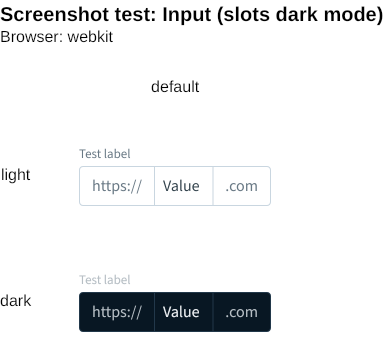 Screenshot test: Input (slots dark mode)
Browser: webkit
default
Test label
light https:// Value .com
Test label
dark https:// Value .com